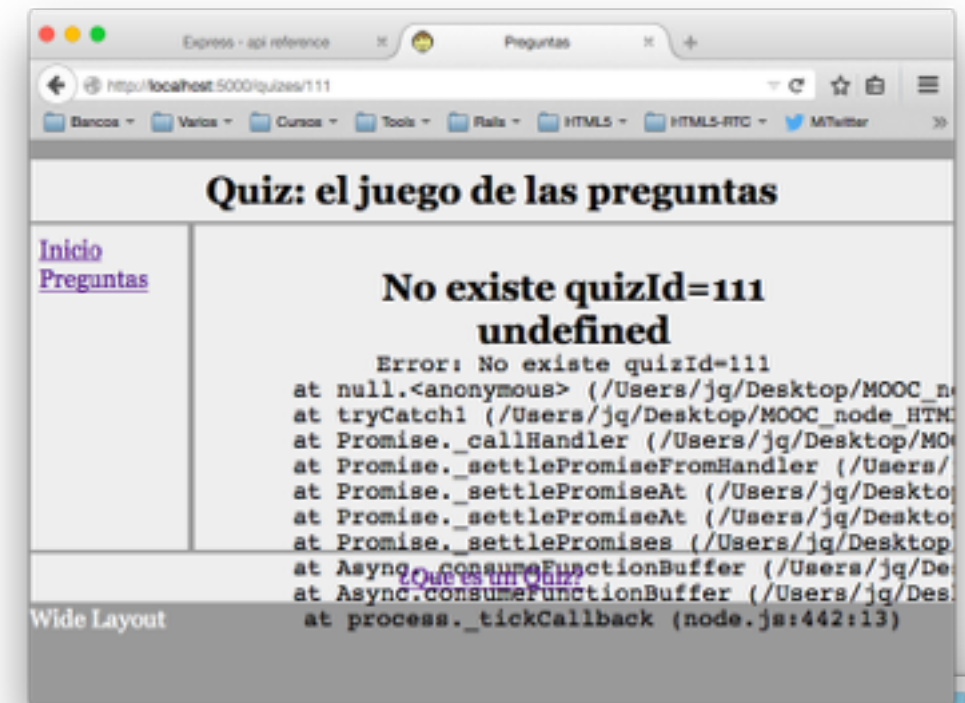 Express - api reference
Preguntas
http://localhost:5000/quizes/111
Bancos Varios Cursos Tools Rails HTML5 HTML5-RTC MiTwitter
Quiz: el juego de las preguntas
Inicio
Preguntas
No existe quizId=111
undefined
Error: No existe quizId=111
at null.<anonymous> (/Users/jq/Desktop/MOOC_n
at tryCatch1 (/Users/jq/Desktop/MOOC_node_HTM
at Promise._callHandler (/Users/jq/Desktop/MO
at Promise._settlePromiseFromHandler (/Users/
at Promise._settlePromiseAt (/Users/jq/Deskto
at Promise._settlePromiseAt (/Users/jq/Deskto
at Promise._settlePromises (/Users/jq/Desktop
at Async.consumeFunctionBuffer (/Users/jq/De
¿Que es un Quiz?
at Async.consumeFunctionBuffer (/Users/jq/Des
Wide Layout
at process._tickCallback (node.js:442:13)